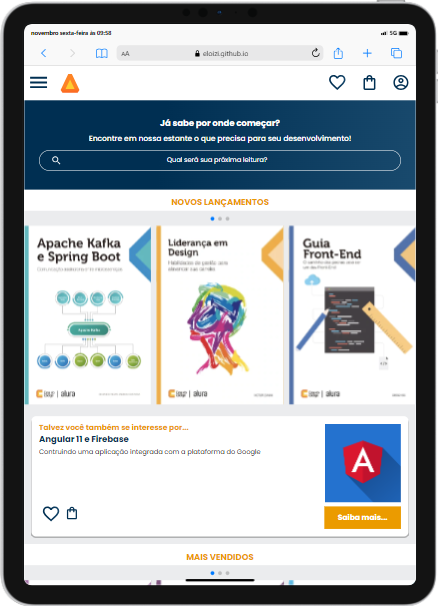 novembro sexta-feira às 09:58
5G
AA
eloizi.github.io
Já sabe por onde começar?
Encontre em nossa estante o que precisa para seu desenvolvimento!
Qual será sua próxima leitura?
NOVOS LANÇAMENTOS
Apache Kafka
e Spring Boot
Apache Kafka
alura
Liderança em
Design
alura
Guia
Front-End
alura
Talvez você também se interesse por...
Angular 11 e Firebase
Contruindo uma aplicação integrada com a plataforma do Google
A
Saiba mais...
MAIS VENDIDOS